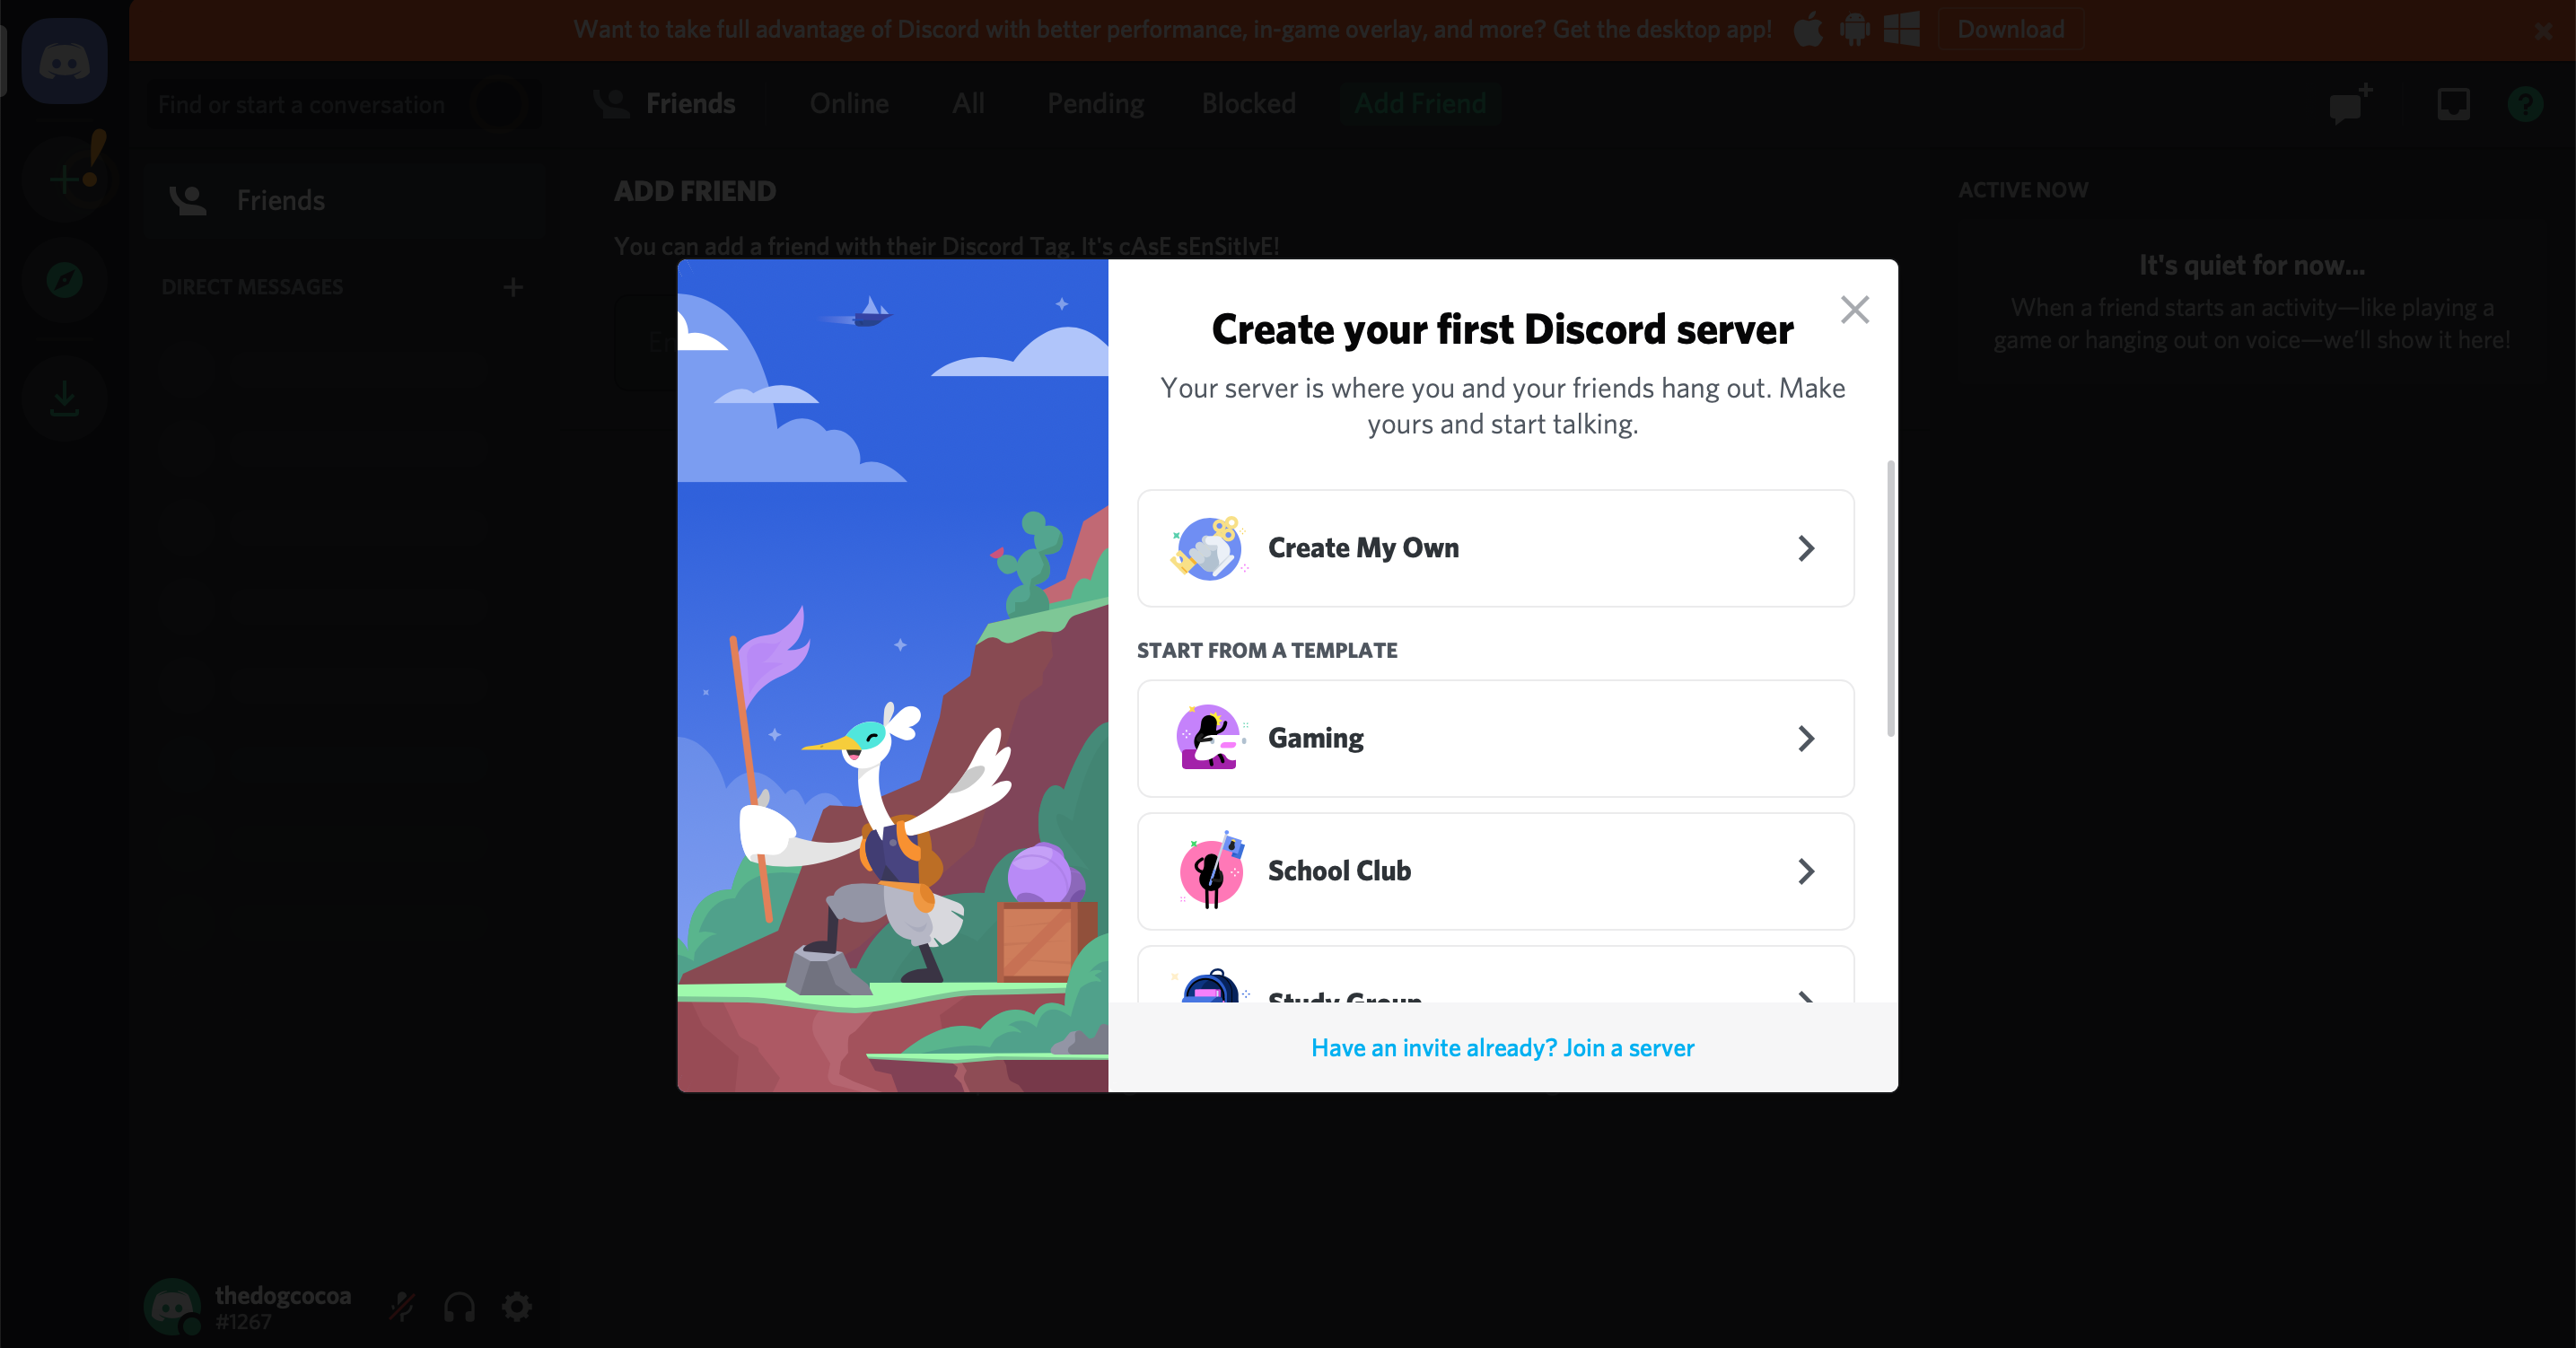 Want to take full advantage of Discord with better performance, in-game overlay, and more? Get the desktop app!
Download
Find or start a conversation
Friends
Online
All
Pending
Blocked
Add Friend
Friends
DIRECT MESSAGES
ADD FRIEND
You can add a friend with their Discord Tag. It's cAsE sEnSitIvE!
ACTIVE NOW
It's quiet for now...
When a friend starts an activity—like playing a
game or hanging out on voice—we'll show it here!
Create your first Discord server
Your server is where you and your friends hang out. Make
yours and start talking.
Create My Own
START FROM A TEMPLATE
Gaming
School Club
Study Group
Have an invite already? Join a server
thedogcocoa
#1267